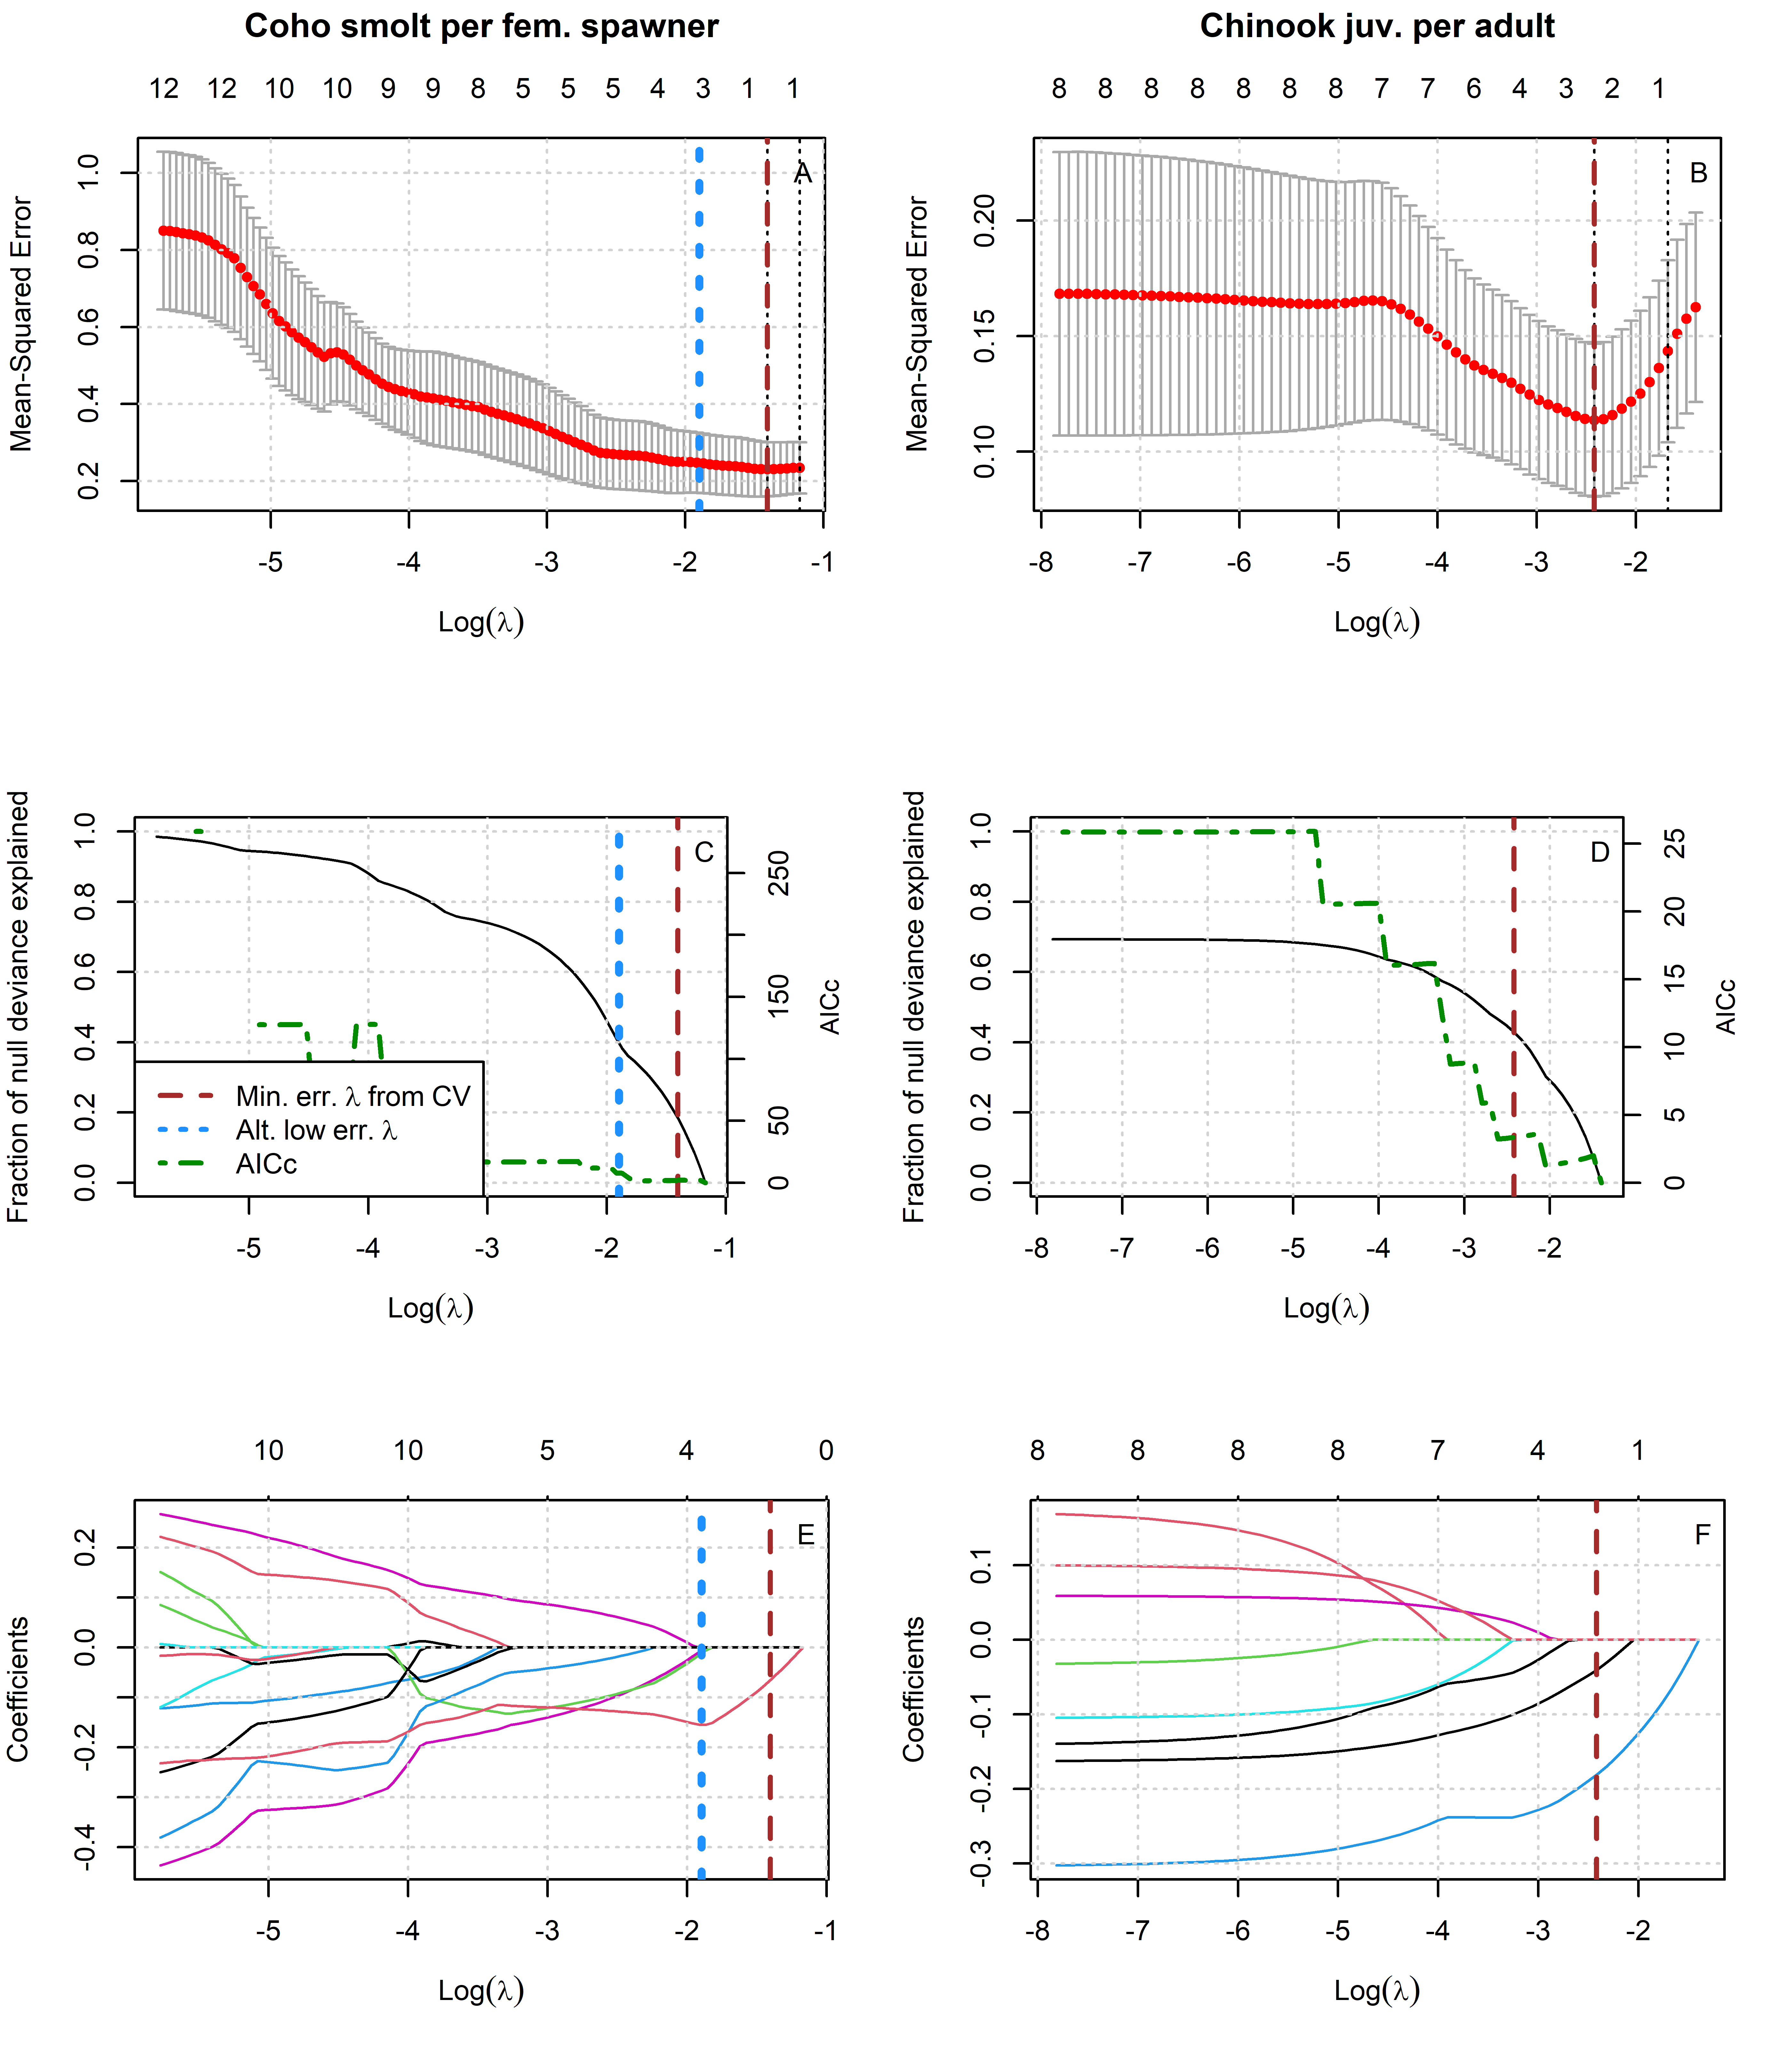 Coho smolt per fem. spawner
12 12 10 10 9 9 8 5 5 5 4 3 1 1
Mean-Squared Error
1.0
0.8
0.6
0.4
0.2
A
-5 -4 -3 -2 -1
Log(λ)
Chinook juv. per adult
8 8 8 8 8 8 8 7 7 6 4 3 2 1
Mean-Squared Error
0.20
0.15
0.10
B
-8 -7 -6 -5 -4 -3 -2
Log(λ)
Fraction of null deviance explained
1.0
0.8
0.6
0.4
0.2
0.0
C
250
150
50
0
AICc
Min. err. λ from CV
Alt. low err. λ
AICc
-5 -4 -3 -2 -1
Log(λ)
Fraction of null deviance explained
1.0
0.8
0.6
0.4
0.2
0.0
D
25
20
15
10
5
0
AICc
-8 -7 -6 -5 -4 -3 -2
Log(λ)
10 10 5 4 0
Coefficients
0.2
0.0
-0.2
-0.4
E
-5 -4 -3 -2 -1
Log(λ)
8 8 8 8 7 4 1
Coefficients
0.1
0.0
-0.1
-0.2
-0.3
F
-8 -7 -6 -5 -4 -3 -2
Log(λ)